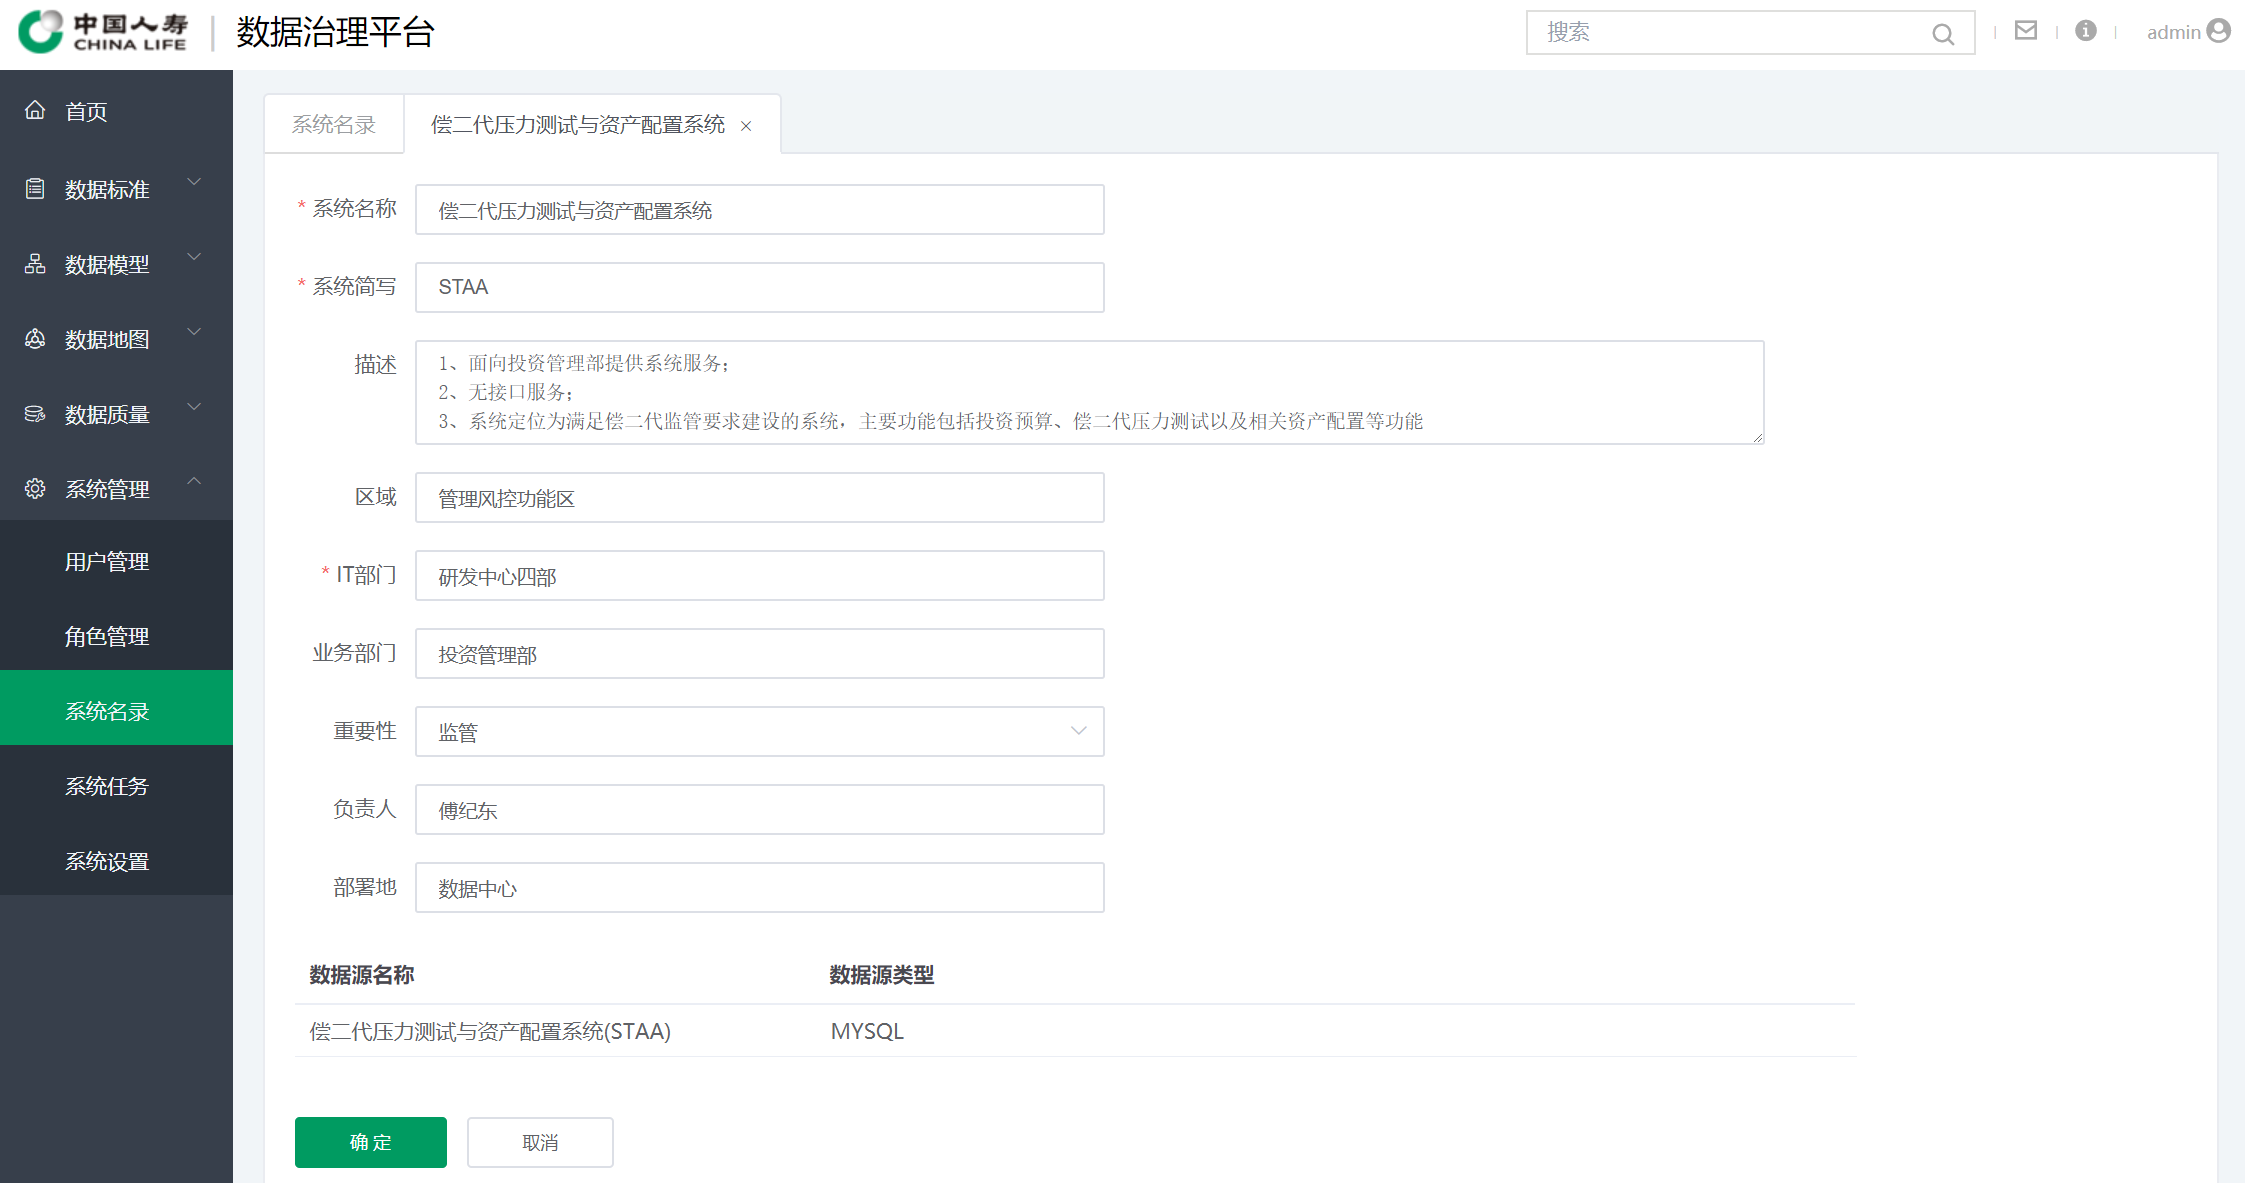 中国人寿
CHINA LIFE
数据治理平台
搜索
admin
首页
数据标准
数据模型
数据地图
数据质量
系统管理
用户管理
角色管理
系统名录
系统任务
系统设置
系统名录
偿二代压力测试与资产配置系统 ×
* 系统名称 偿二代压力测试与资产配置系统
* 系统简写 STAA
描述
1、面向投资管理部提供系统服务；
2、无接口服务；
3、系统定位为满足偿二代监管要求建设的系统，主要功能包括投资预算、偿二代压力测试以及相关资产配置等功能
区域 管理风控功能区
* IT部门 研发中心四部
业务部门 投资管理部
重要性 监管
负责人 傅纪东
部署地 数据中心
数据源名称 数据源类型
偿二代压力测试与资产配置系统(STAA) MYSQL
确 定
取消